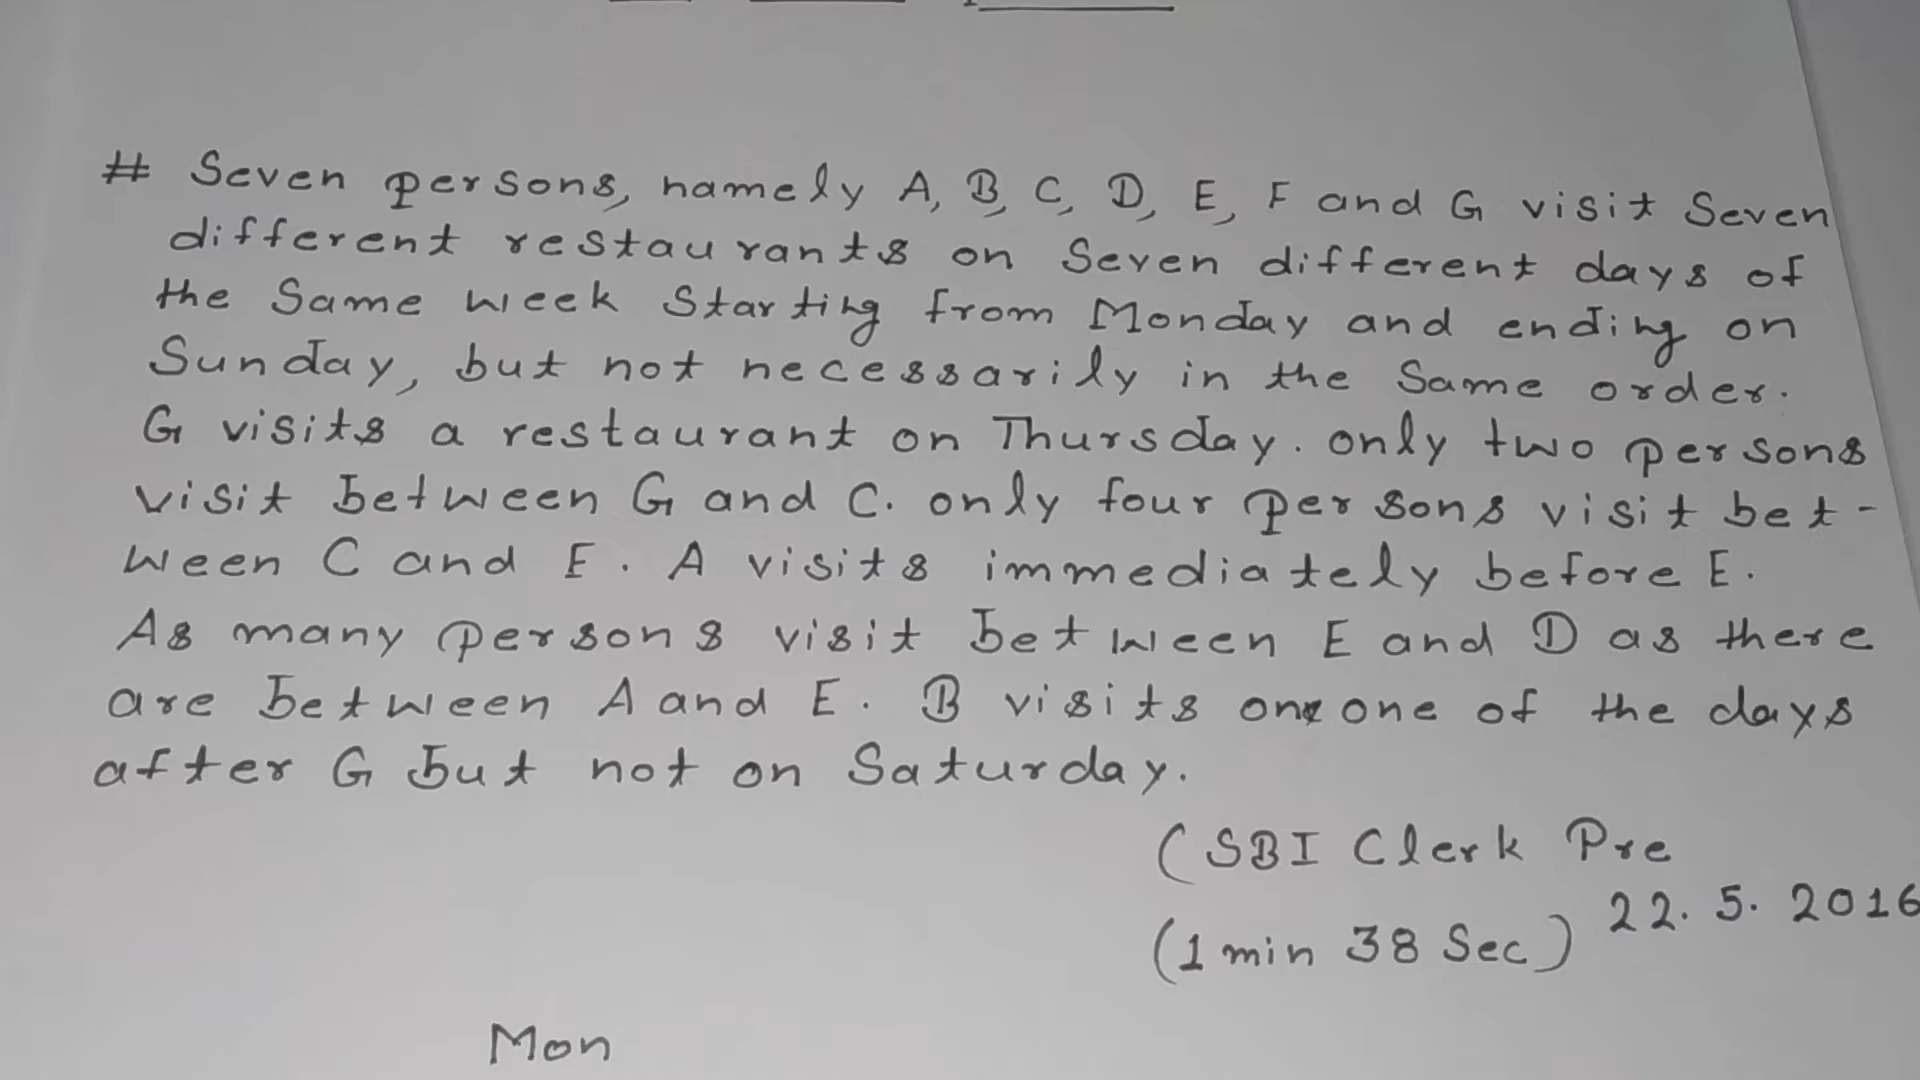 # Seven persons, namely A, B, C, D, E, F and G visit Seven
different restaurants on Seven different days of
the Same week Starting from Monday and ending on
Sunday, but not necessarily in the Same order.
G visits a restaurant on Thursday. only two persons
visit between G and C. only four persons visit bet-
ween C and E. A visits immediately before E.
As many persons visit between E and D as there
are between A and E. B visits one one of the days
after G but not on Saturday.
(SBI Clerk Pre
22.5.2016
(1 min 38 Sec)
Mon